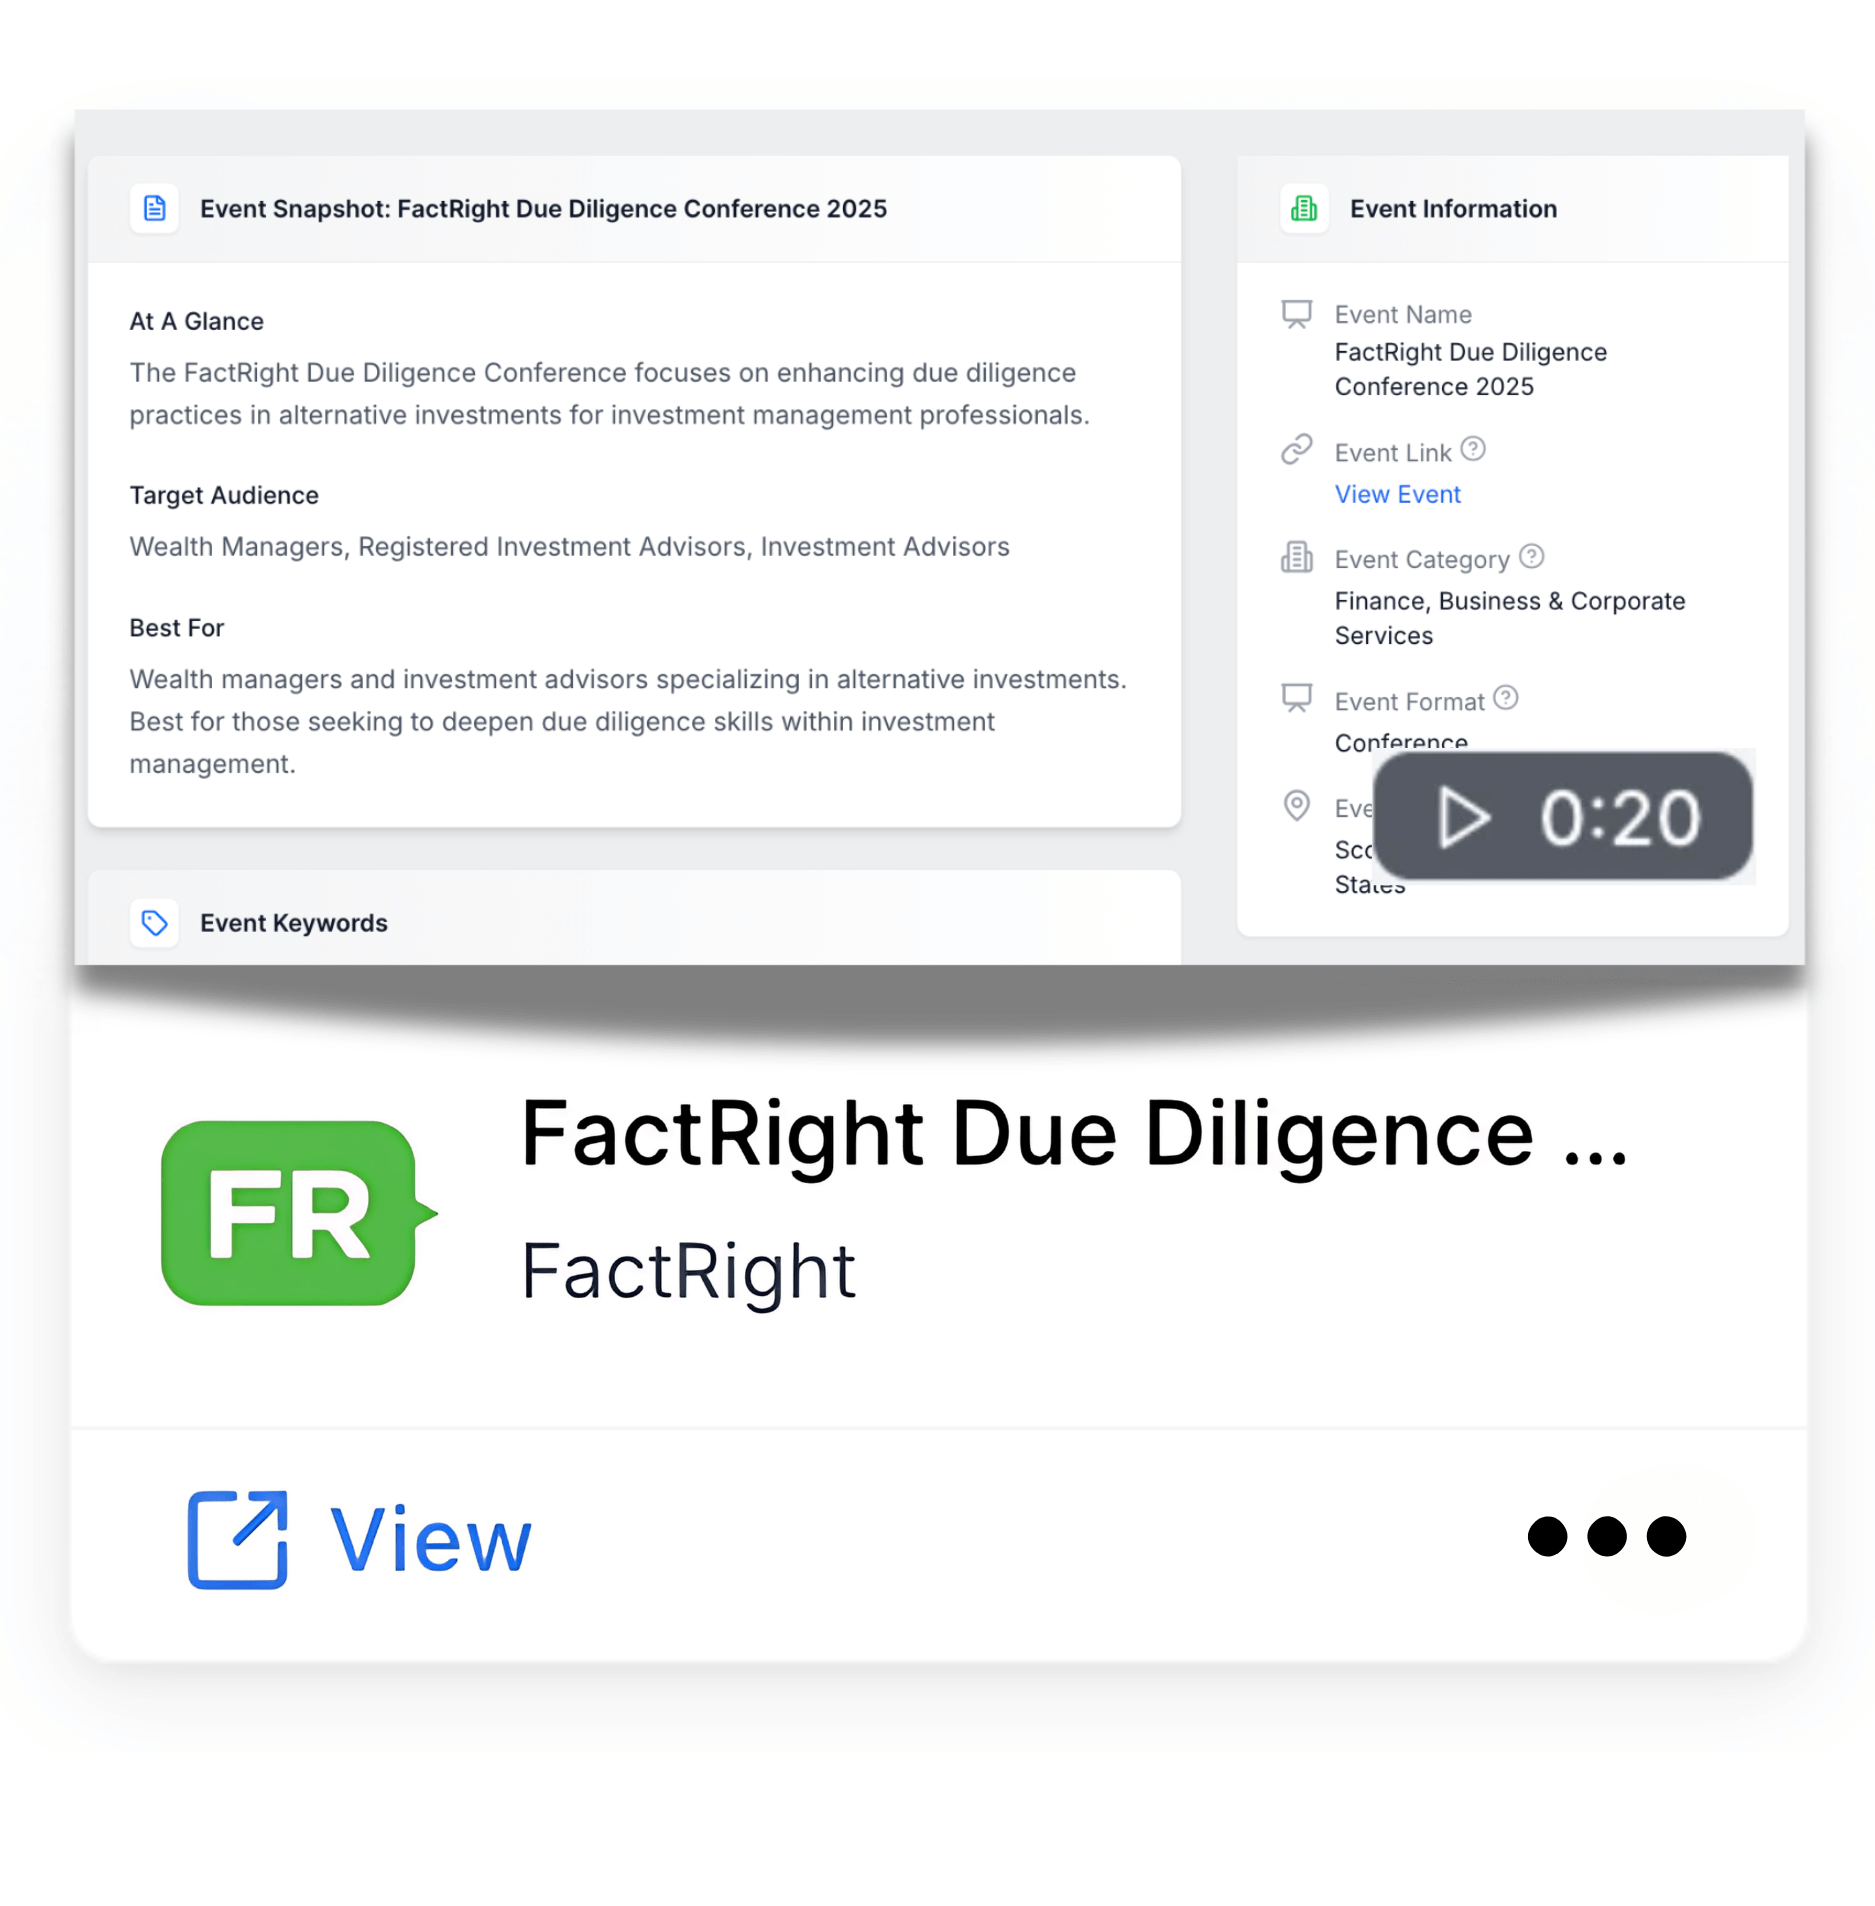 Event Snapshot: FactRight Due Diligence Conference 2025
At A Glance
The FactRight Due Diligence Conference focuses on enhancing due diligence
practices in alternative investments for investment management professionals.
Target Audience
Wealth Managers, Registered Investment Advisors, Investment Advisors
Best For
Wealth managers and investment advisors specializing in alternative investments.
Best for those seeking to deepen due diligence skills within investment
management.
Event Keywords
Event Information
Event Name
FactRight Due Diligence
Conference 2025
Event Link
View Event
Event Category
Finance, Business & Corporate
Services
Event Format
Conference
States
0:20
FR
FactRight Due Diligence ...
FactRight
View